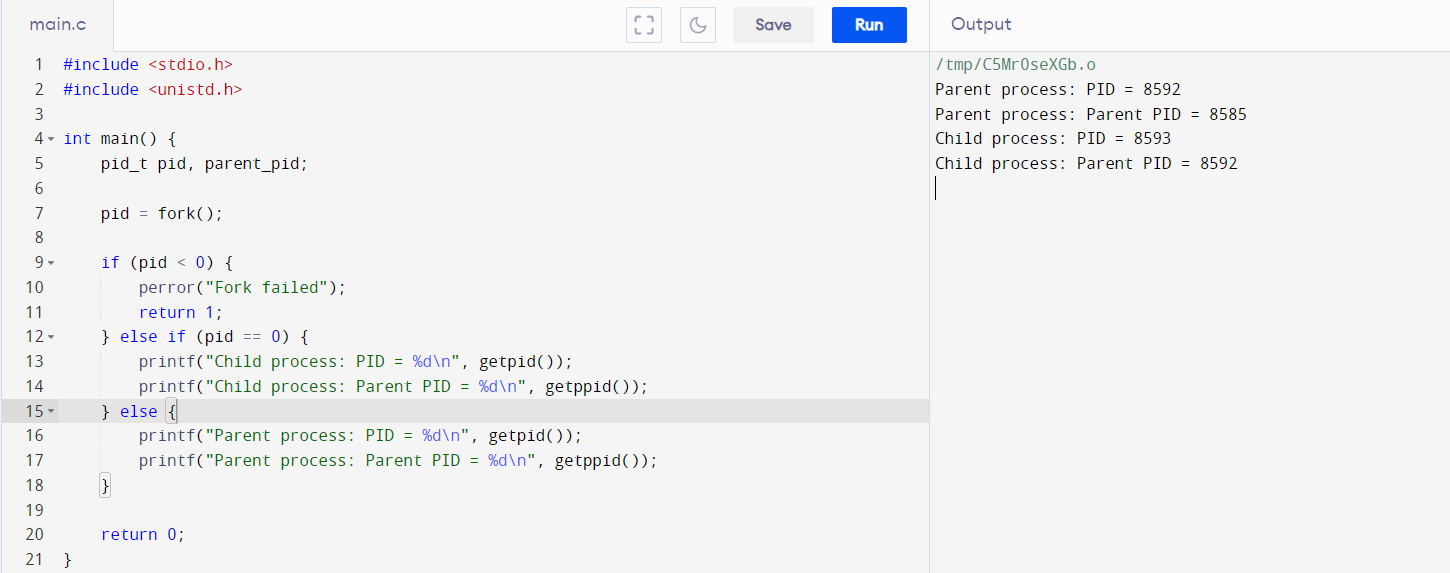 main.c
Save
Run
Output
1 #include <stdio.h>
2 #include <unistd.h>
3
4 int main() {
5     pid_t pid, parent_pid;
6
7     pid = fork();
8
9     if (pid < 0) {
10         perror("Fork failed");
11         return 1;
12     } else if (pid == 0) {
13         printf("Child process: PID = %d\n", getpid());
14         printf("Child process: Parent PID = %d\n", getppid());
15     } else {
16         printf("Parent process: PID = %d\n", getpid());
17         printf("Parent process: Parent PID = %d\n", getppid());
18     }
19
20     return 0;
21 }
/tmp/C5Mr0seXGb.o
Parent process: PID = 8592
Parent process: Parent PID = 8585
Child process: PID = 8593
Child process: Parent PID = 8592